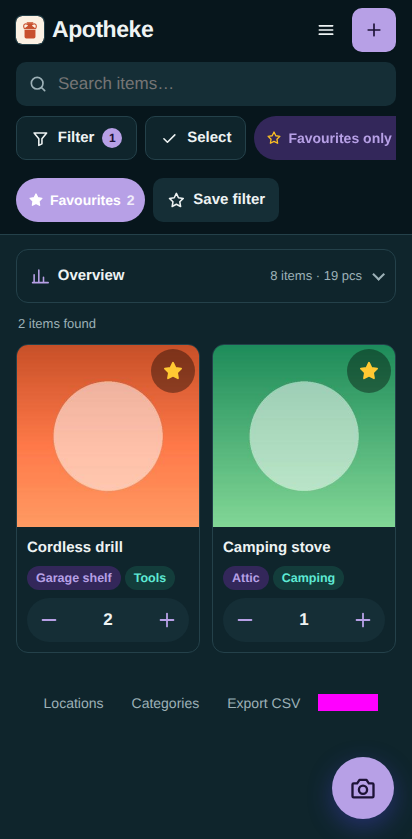 Apotheke
Search items…
Filter 1
Select
Favourites only
Favourites 2
Save filter
Overview
8 items · 19 pcs
2 items found
Cordless drill
Garage shelf Tools
2
Camping stove
Attic Camping
1
Locations Categories Export CSV